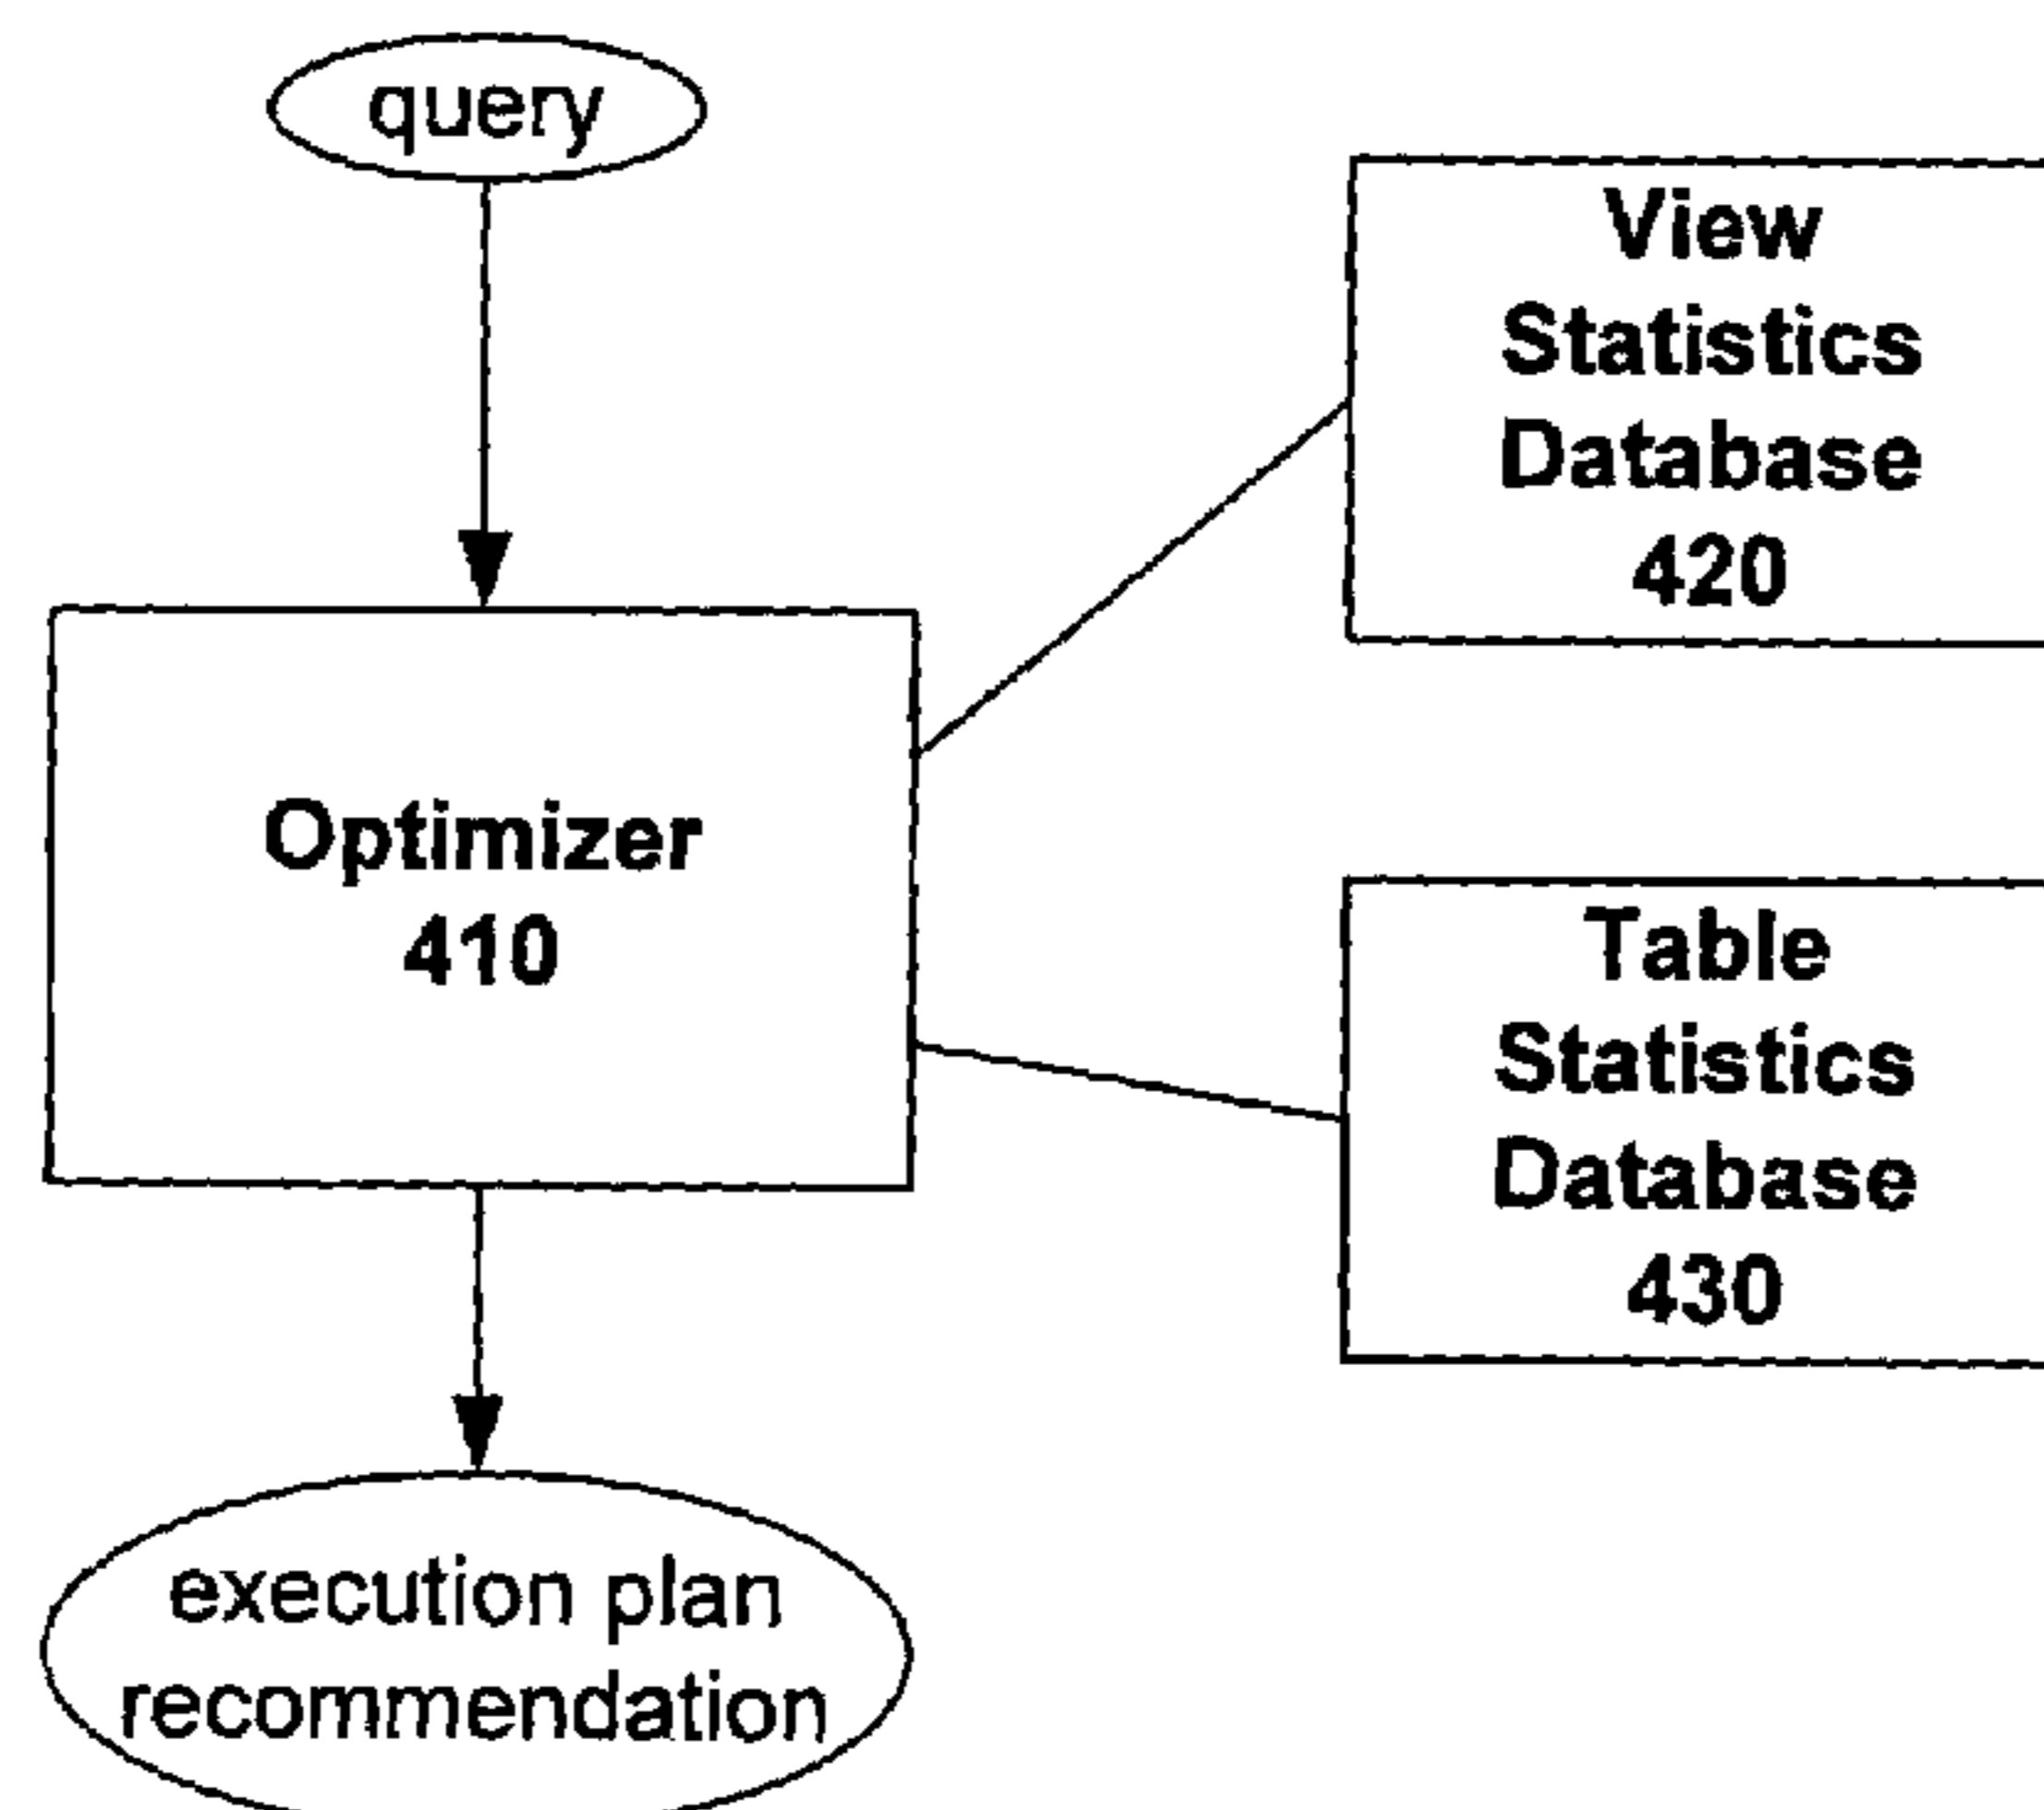 query
View
Statistics
Database
420
Optimizer
410
Table
Statistics
Database
430
execution plan
recommendation